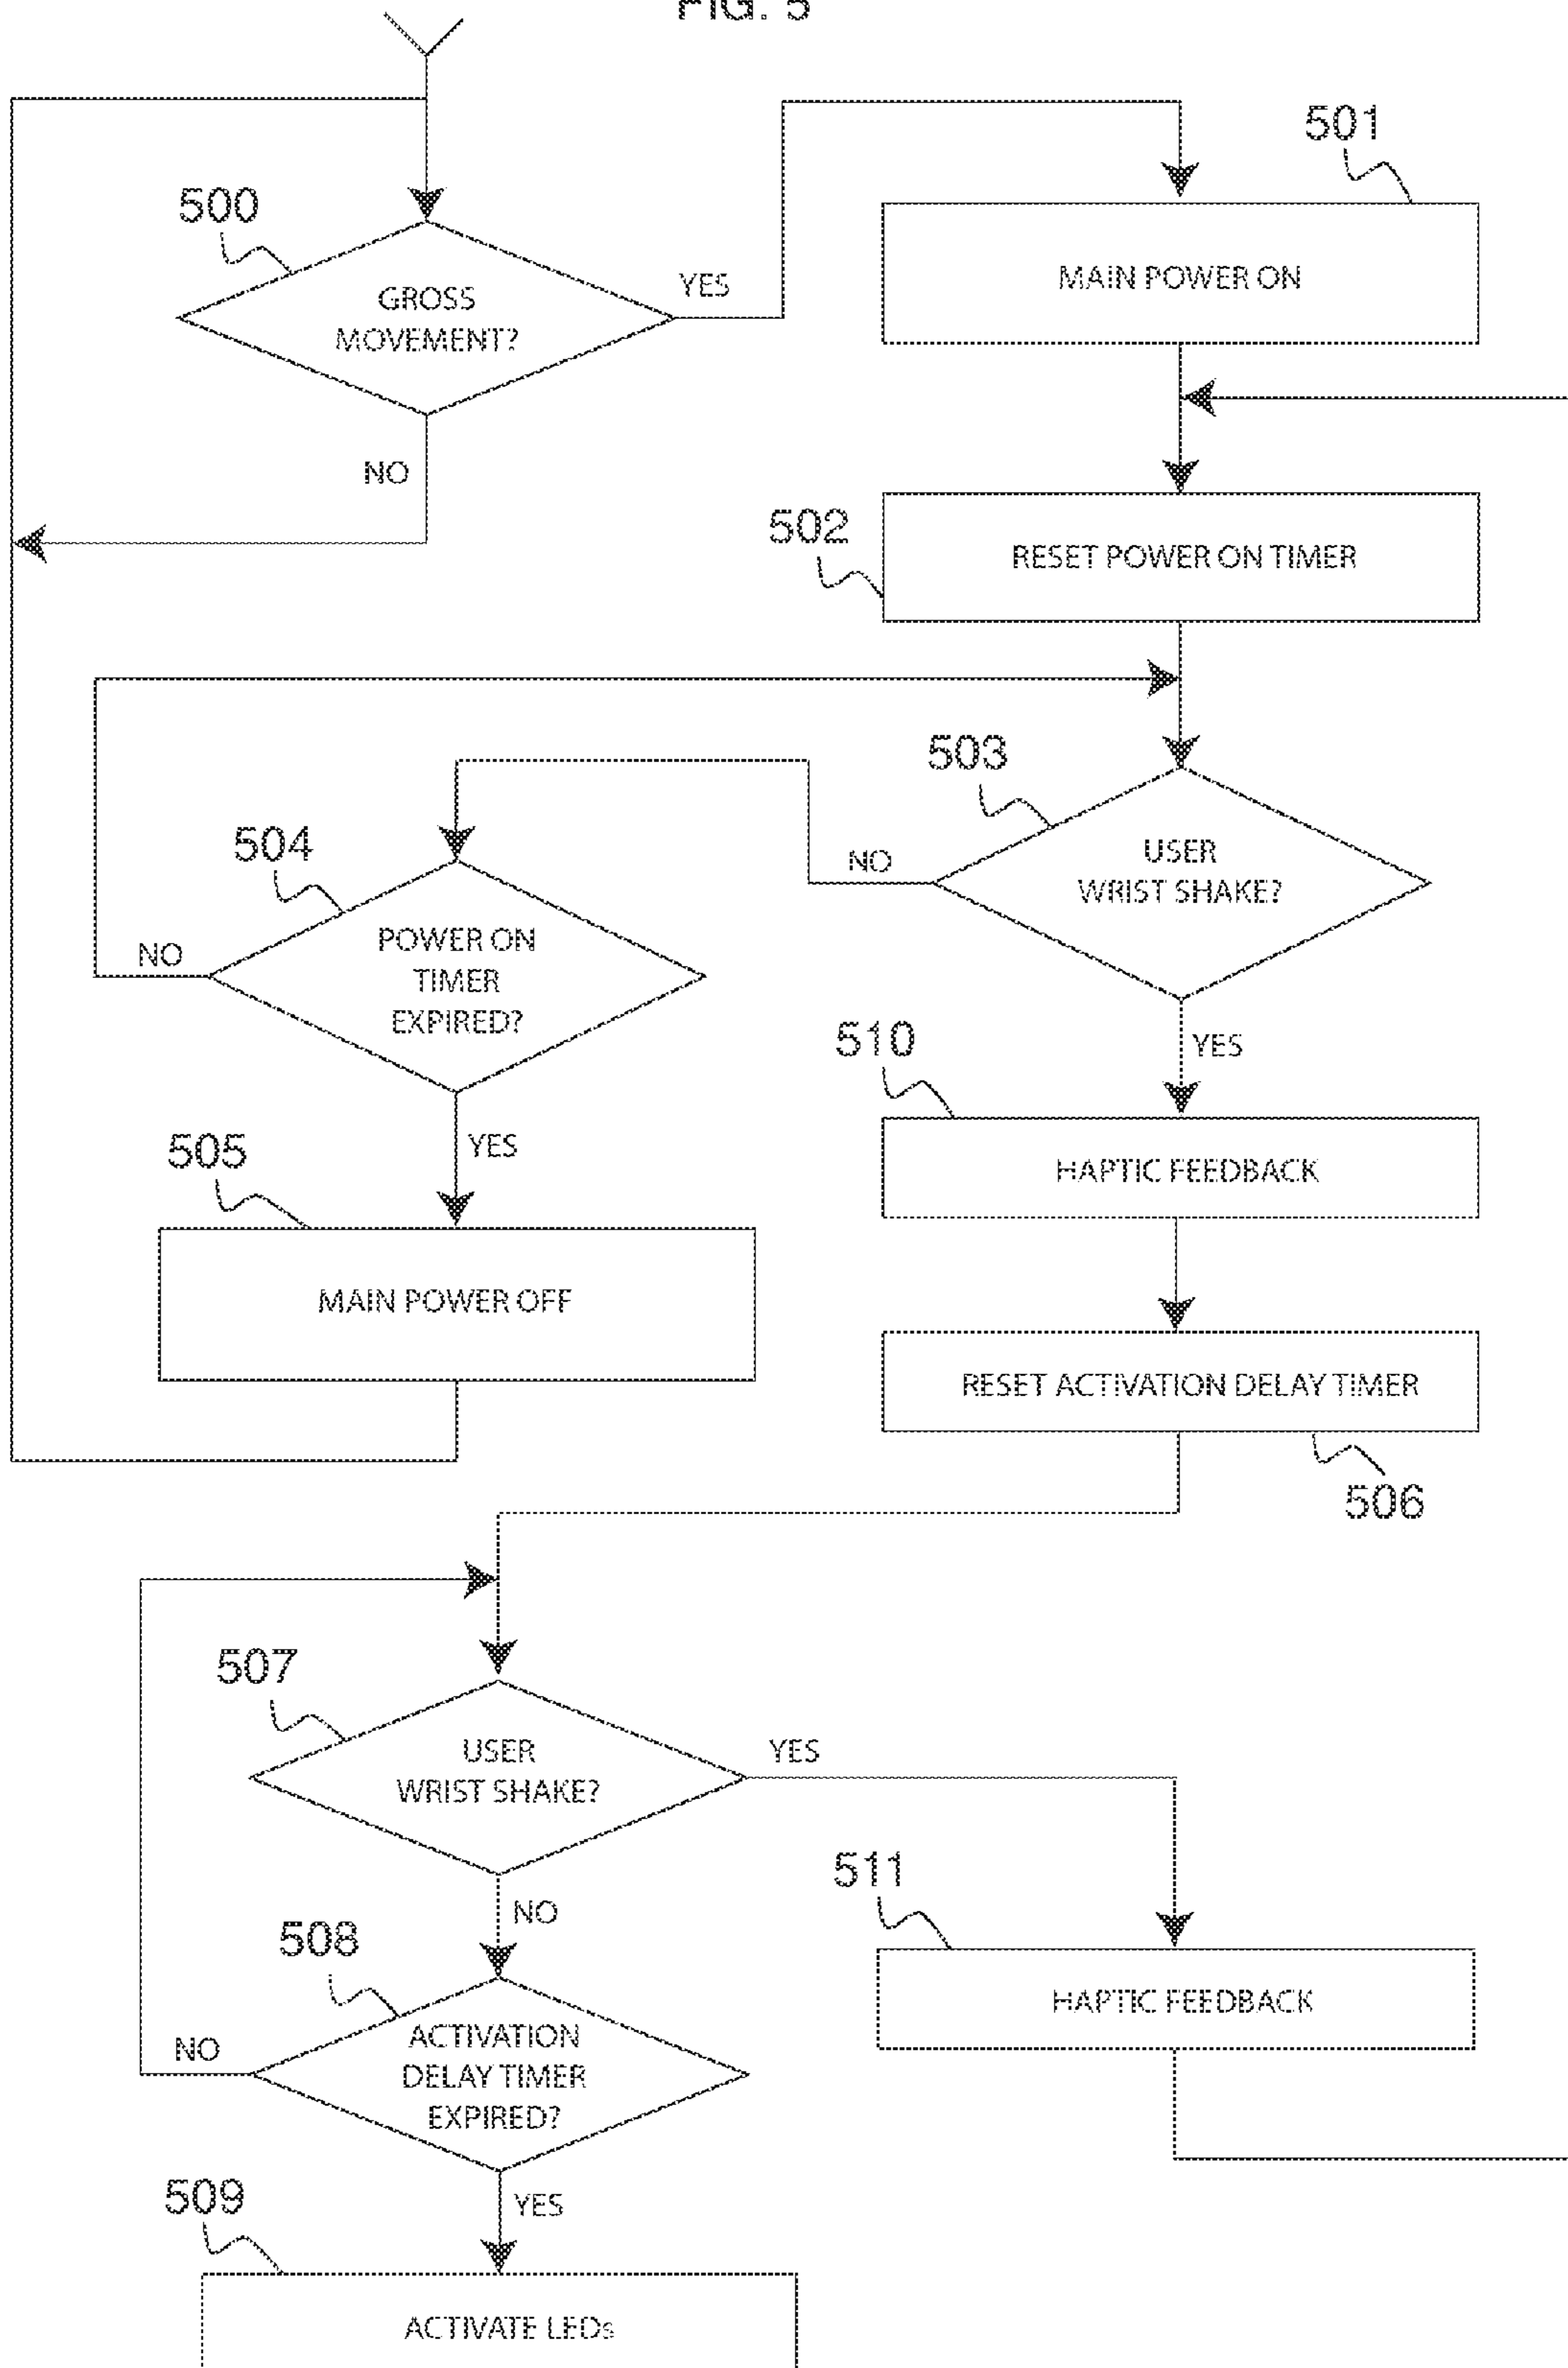 FIG. 5
501
500
MAIN POWER ON
YES
GROSS
MOVEMENT?
NO
502
RESET POWER ON TIMER
503
504
USER
WRIST SHAKE?
NO
POWER ON
TIMER
EXPIRED?
NO
510
YES
505
YES
HAPTIC FEEDBACK
MAIN POWER OFF
RESET ACTIVATION DELAY TIMER
506
507
USER
WRIST SHAKE?
YES
511
NO
508
HAPTIC FEEDBACK
ACTIVATION
DELAY TIMER
EXPIRED?
NO
509
YES
ACTIVATE LEDs